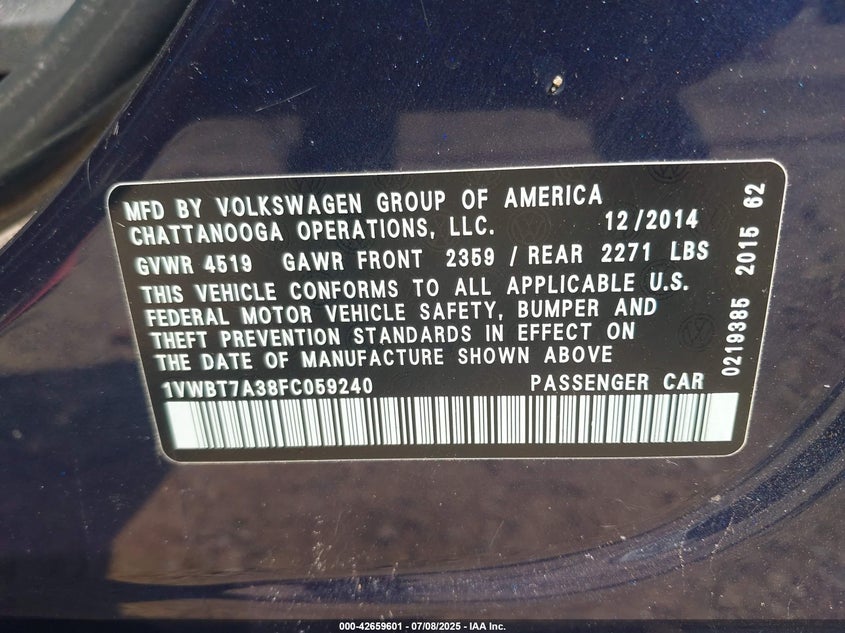 MFD BY VOLKSWAGEN GROUP OF AMERICA
CHATTANOOGA OPERATIONS, LLC. 12/2014
GVWR 4519 GAWR FRONT 2359 / REAR 2271 LBS
THIS VEHICLE CONFORMS TO ALL APPLICABLE U.S.
FEDERAL MOTOR VEHICLE SAFETY, BUMPER AND
THEFT PREVENTION STANDARDS IN EFFECT ON
THE DATE OF MANUFACTURE SHOWN ABOVE
1VWBT7A38FC059240 PASSENGER CAR
0219385 2015 62
000-42659601 - 07/08/2025 - IAA Inc.